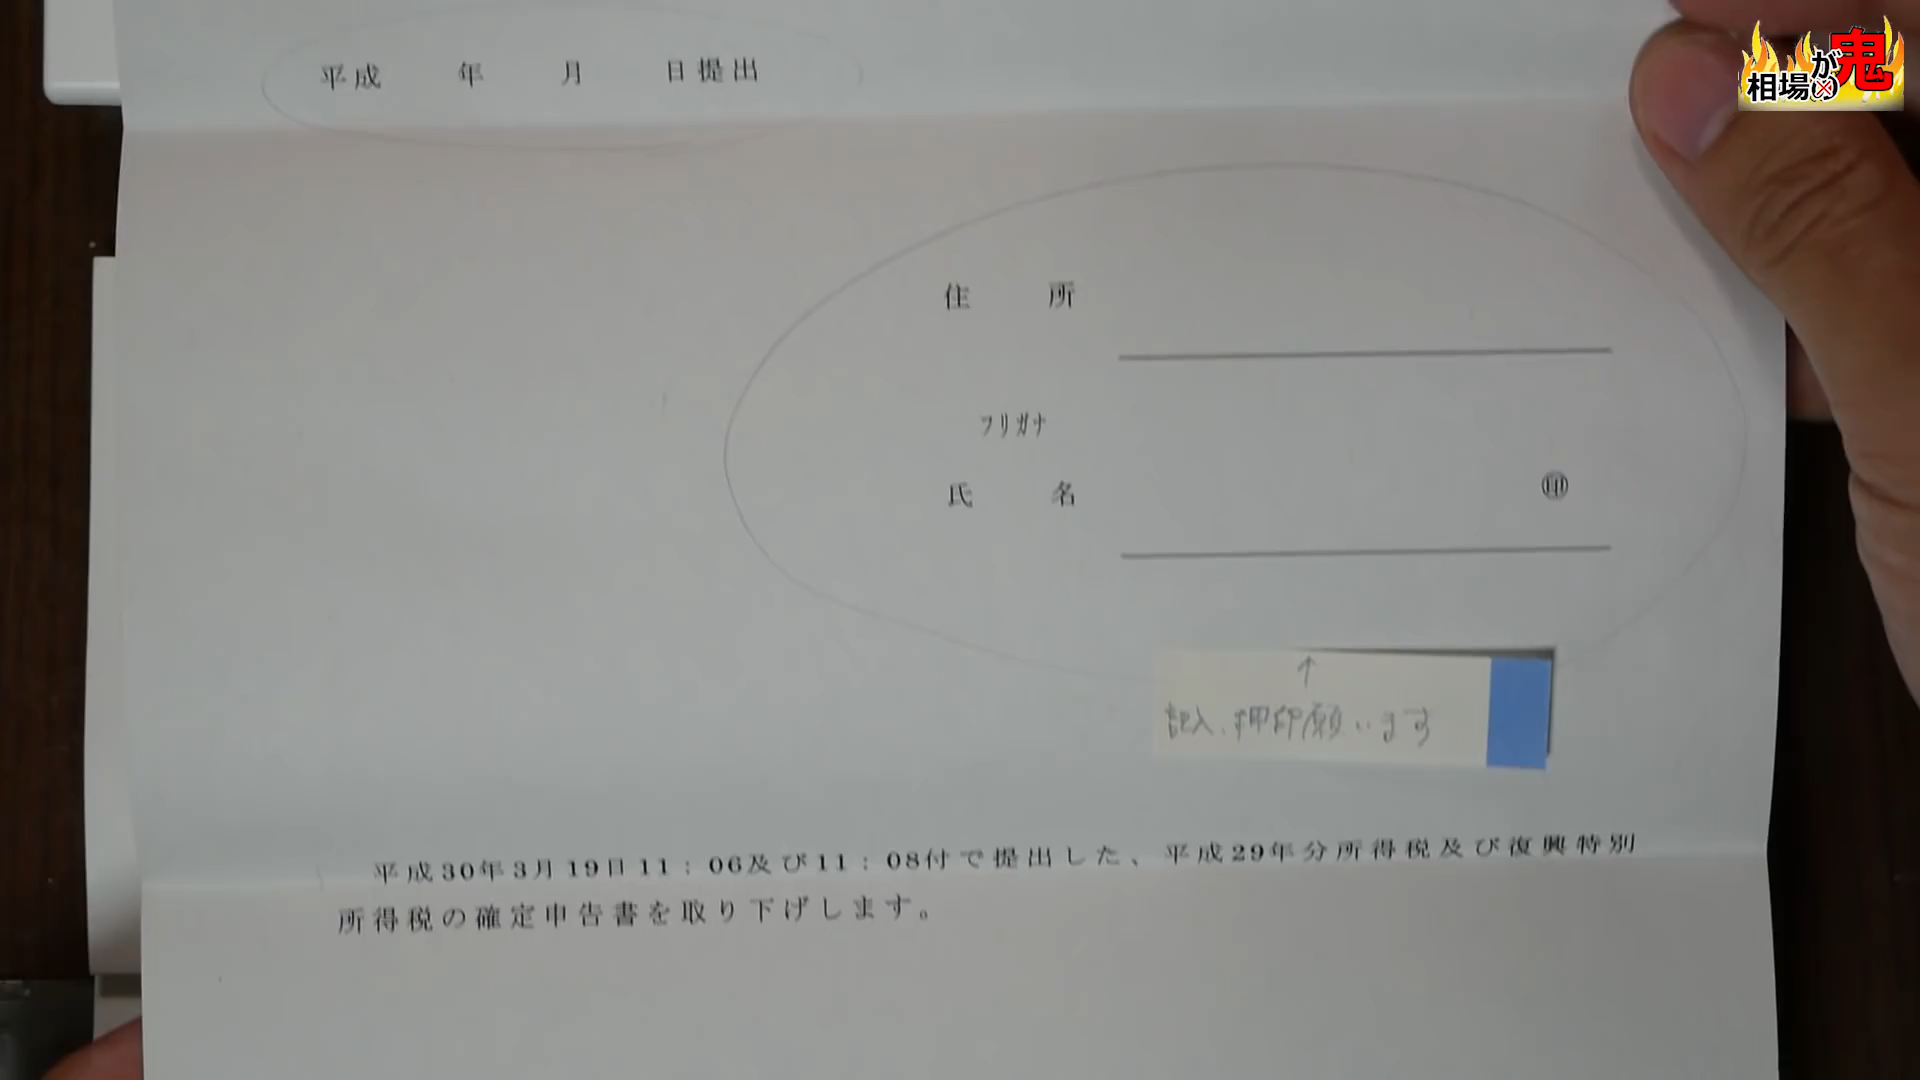 平成 年 月 日提出
相場が鬼
の
住 所
フリガナ
氏 名 ㊞
↑
記入、押印願います
平成30年3月19日11：06及び11：08付で提出した、平成29年分所得税及び復興特別
所得税の確定申告書を取り下げします。